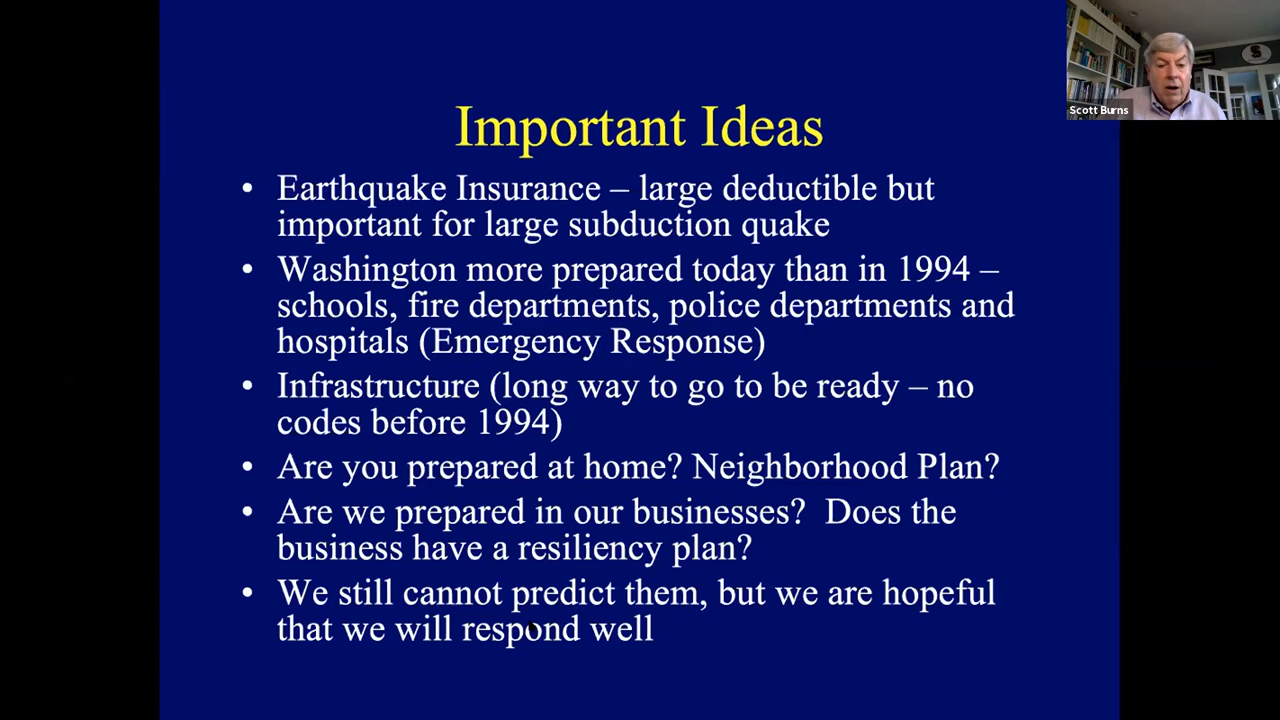 Important Ideas
• Earthquake Insurance – large deductible but
important for large subduction quake
• Washington more prepared today than in 1994 –
schools, fire departments, police departments and
hospitals (Emergency Response)
• Infrastructure (long way to go to be ready – no
codes before 1994)
• Are you prepared at home? Neighborhood Plan?
• Are we prepared in our businesses?  Does the
business have a resiliency plan?
• We still cannot predict them, but we are hopeful
that we will respond well
Scott Burns